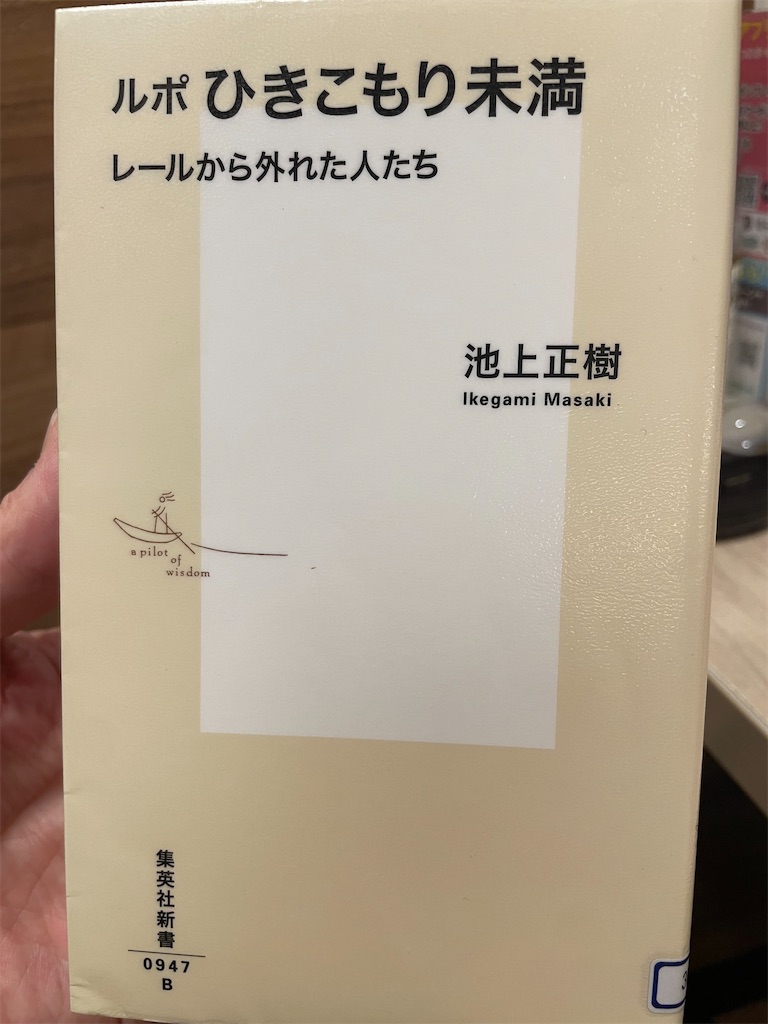 ルポ ひきこもり未満
レールから外れた人たち
池上正樹
Ikegami Masaki
a pilot
of
wisdom
集英社新書
0947
B